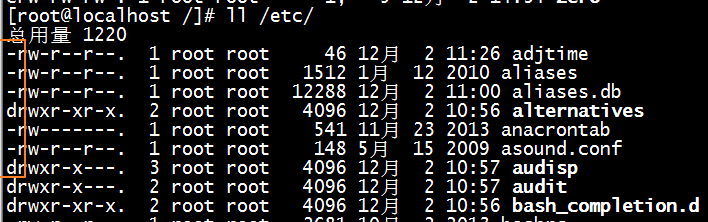 [root@localhost /]# ll /etc/
总用量 1220
-rw-r--r--. 1 root root 46 12月 2 11:26 adjtime
-rw-r--r--. 1 root root 1512 1月 12 2010 aliases
-rw-r--r--. 1 root root 12288 12月 2 11:00 aliases.db
drwxr-xr-x. 2 root root 4096 12月 2 10:56 alternatives
-rw-------. 1 root root 541 11月 23 2013 anacrontab
-rw-r--r--. 1 root root 148 5月 15 2009 asound.conf
drwxr-x---. 3 root root 4096 12月 2 10:57 audisp
drwxr-x---. 2 root root 4096 12月 2 10:57 audit
drwxr-xr-x. 2 root root 4096 12月 2 10:56 bash_completion.d